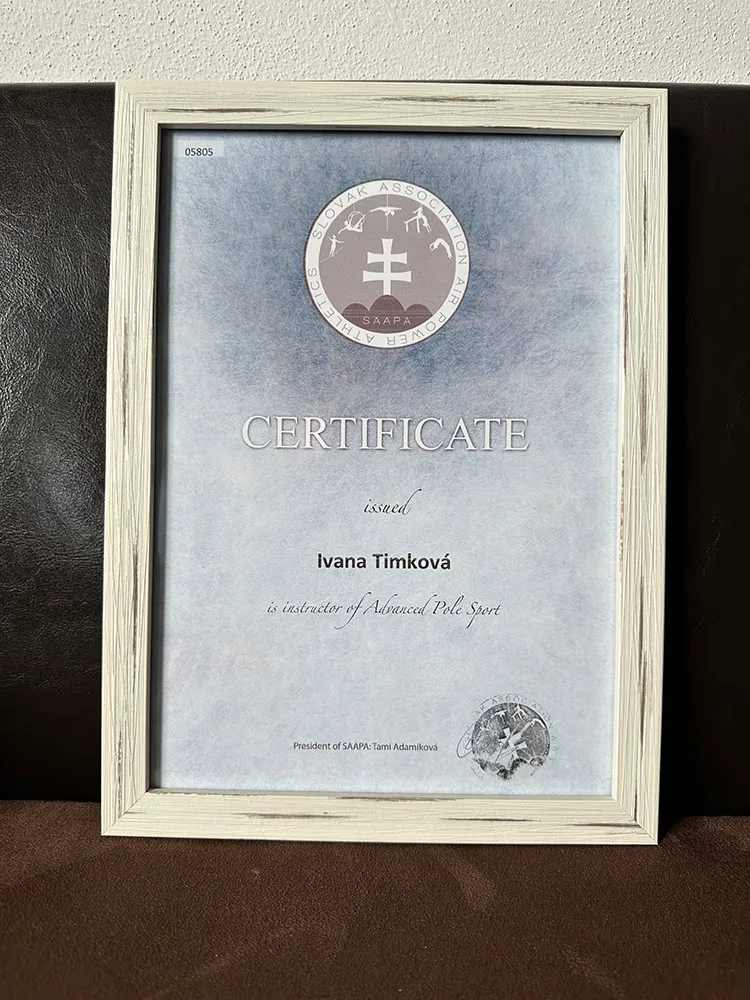 05805
SLOVAK ASSOCIATION AIR POWER ATHLETICS
SAAPA
CERTIFICATE
issued
Ivana Timková
is instructor of Advanced Pole Sport
President of SAAPA: Tami Adamíková